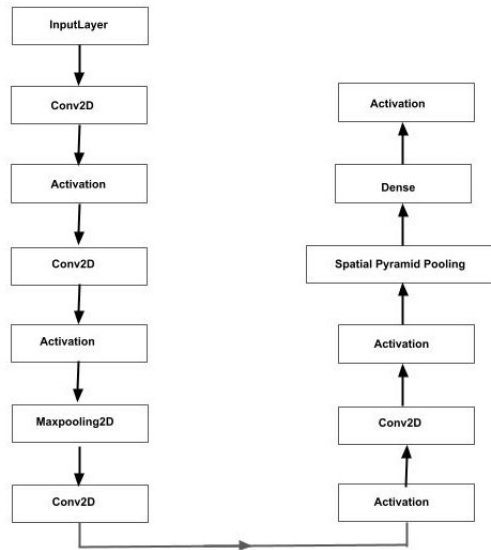 InputLayer
Conv2D
Activation
Conv2D
Activation
Maxpooling2D
Conv2D
Activation
Conv2D
Activation
Spatial Pyramid Pooling
Dense
Activation